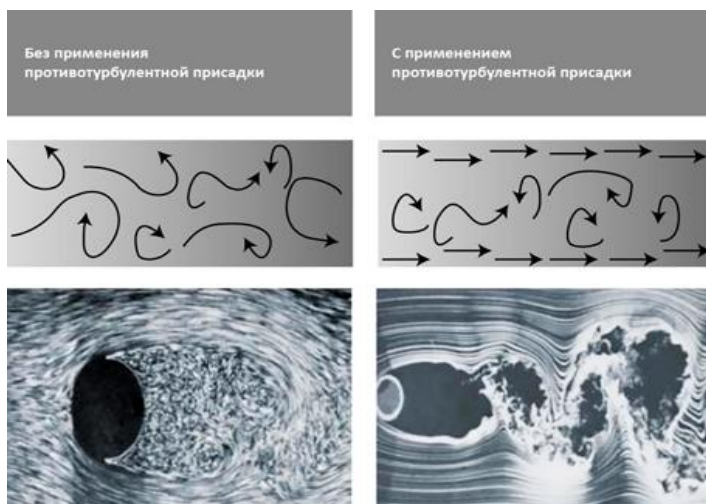 Без применения
противотурбулентной присадки
С применением
противотурбулентной присадки